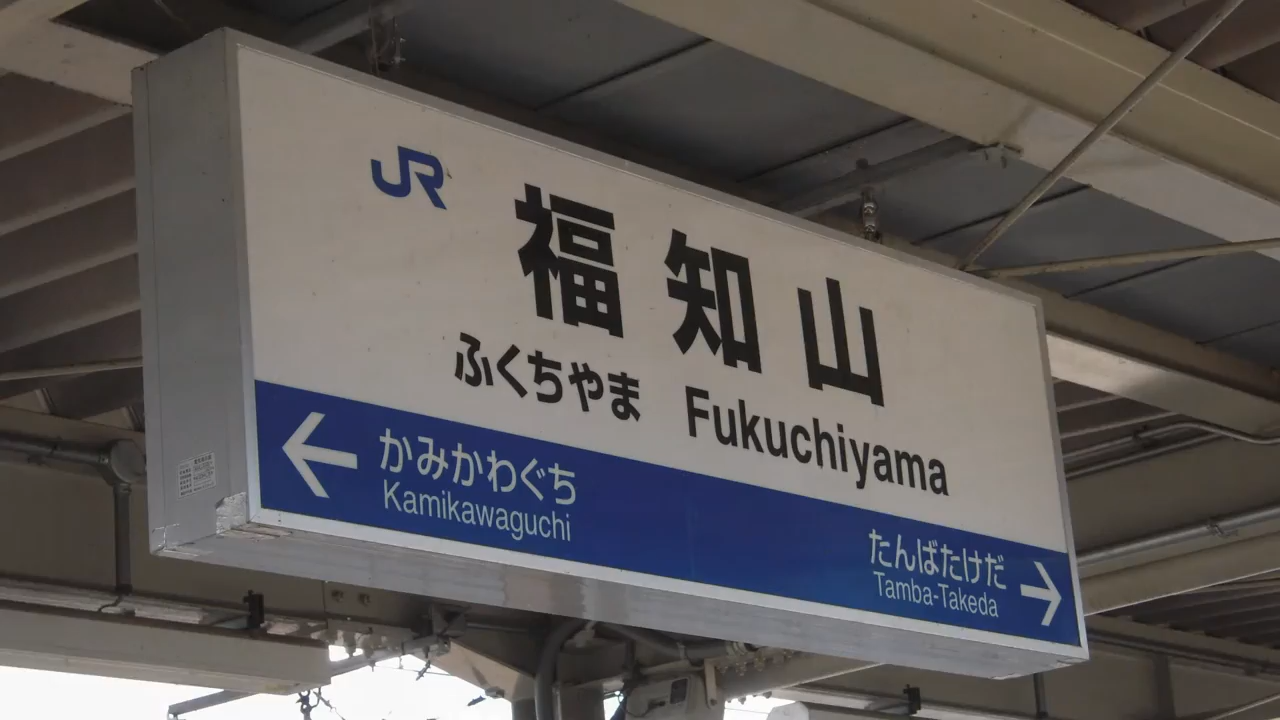 JR
福知山
ふくちやま Fukuchiyama
← かみかわぐち
Kamikawaguchi
たんばたけだ →
Tamba-Takeda